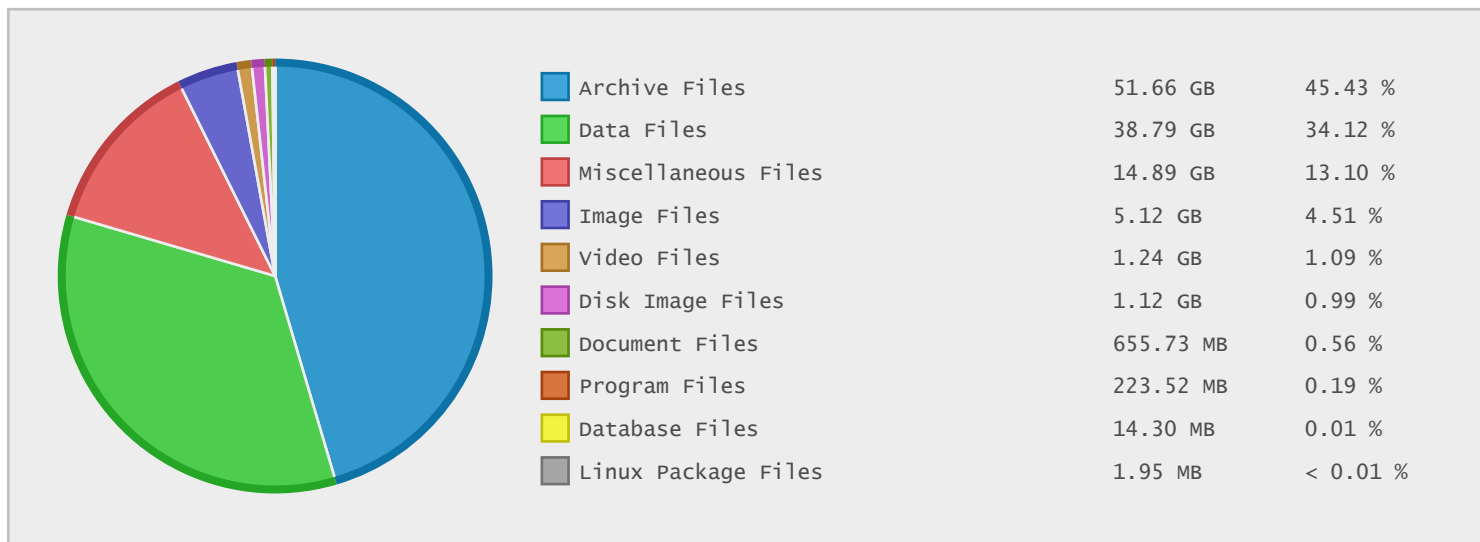 Archive Files 51.66 GB 45.43 %
Data Files 38.79 GB 34.12 %
Miscellaneous Files 14.89 GB 13.10 %
Image Files 5.12 GB 4.51 %
Video Files 1.24 GB 1.09 %
Disk Image Files 1.12 GB 0.99 %
Document Files 655.73 MB 0.56 %
Program Files 223.52 MB 0.19 %
Database Files 14.30 MB 0.01 %
Linux Package Files 1.95 MB < 0.01 %